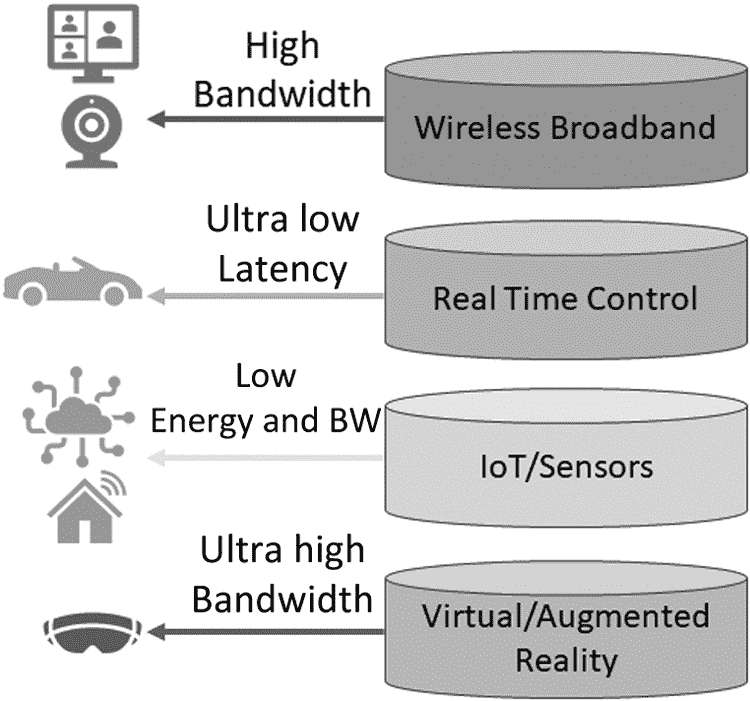 High
Bandwidth
Wireless Broadband
Ultra low
Latency
Real Time Control
Low
Energy and BW
IoT/Sensors
Ultra high
Bandwidth
Virtual/Augmented
Reality